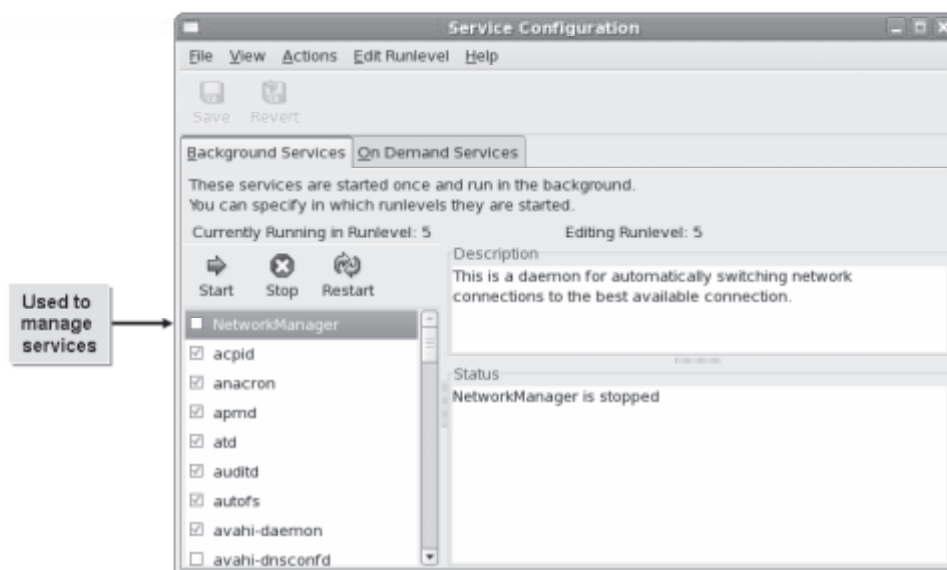 Service Configuration
File View Actions Edit Runlevel Help
Save Revert
Background Services On Demand Services
These services are started once and run in the background.
You can specify in which runlevels they are started.
Currently Running in Runlevel: 5 Editing Runlevel: 5
Start Stop Restart
Description
This is a daemon for automatically switching network
connections to the best available connection.
Used to
manage
services
NetworkManager
acpid
anacron
apmd
atd
auditd
autofs
avahi-daemon
avahi-dnsconfd
Status
NetworkManager is stopped